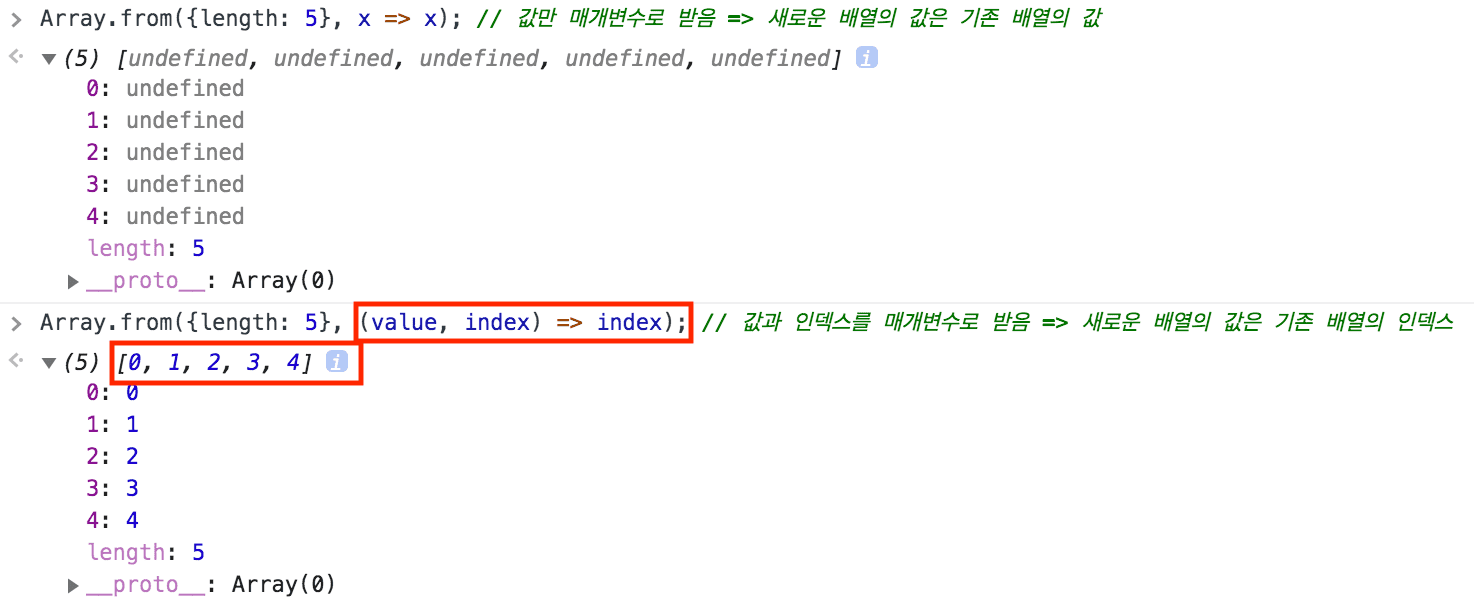 > Array.from({length: 5}, x => x); // 값만 매개변수로 받음 => 새로운 배열의 값은 기존 배열의 값
(5) [undefined, undefined, undefined, undefined, undefined] i
0: undefined
1: undefined
2: undefined
3: undefined
4: undefined
length: 5
__proto__: Array(0)
> Array.from({length: 5}, (value, index) => index); // 값과 인덱스를 매개변수로 받음 => 새로운 배열의 값은 기존 배열의 인덱스
(5) [0, 1, 2, 3, 4] i
0: 0
1: 1
2: 2
3: 3
4: 4
length: 5
__proto__: Array(0)